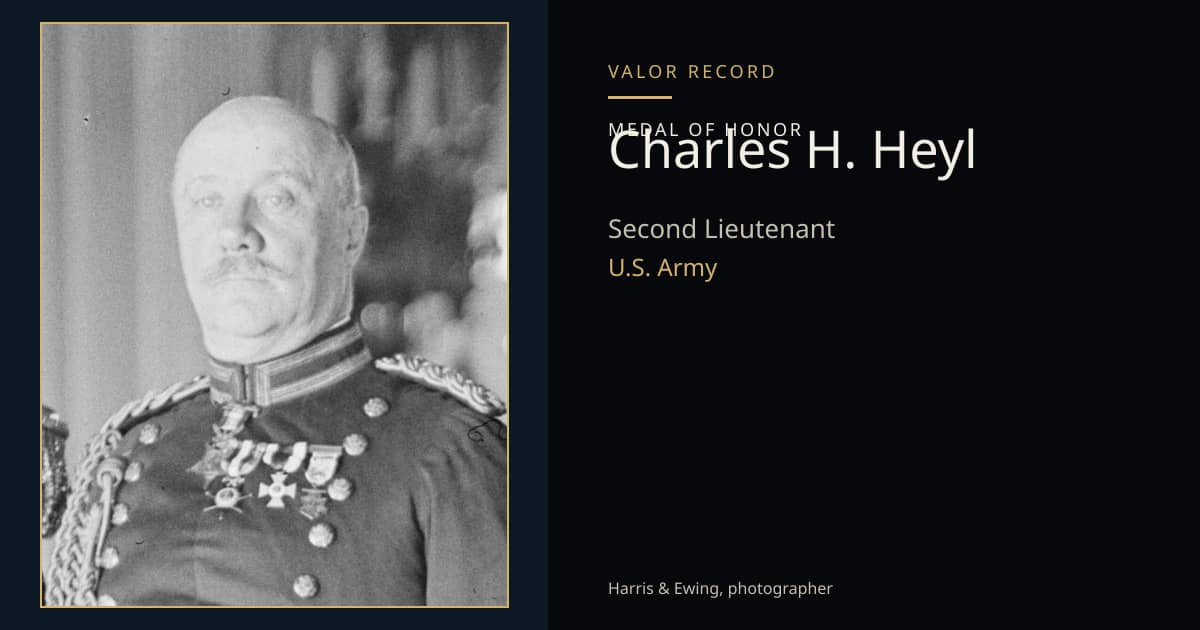 VALOR RECORD
MEDAL OF HONOR
Charles H. Heyl
Second Lieutenant
U.S. Army
Harris & Ewing, photographer